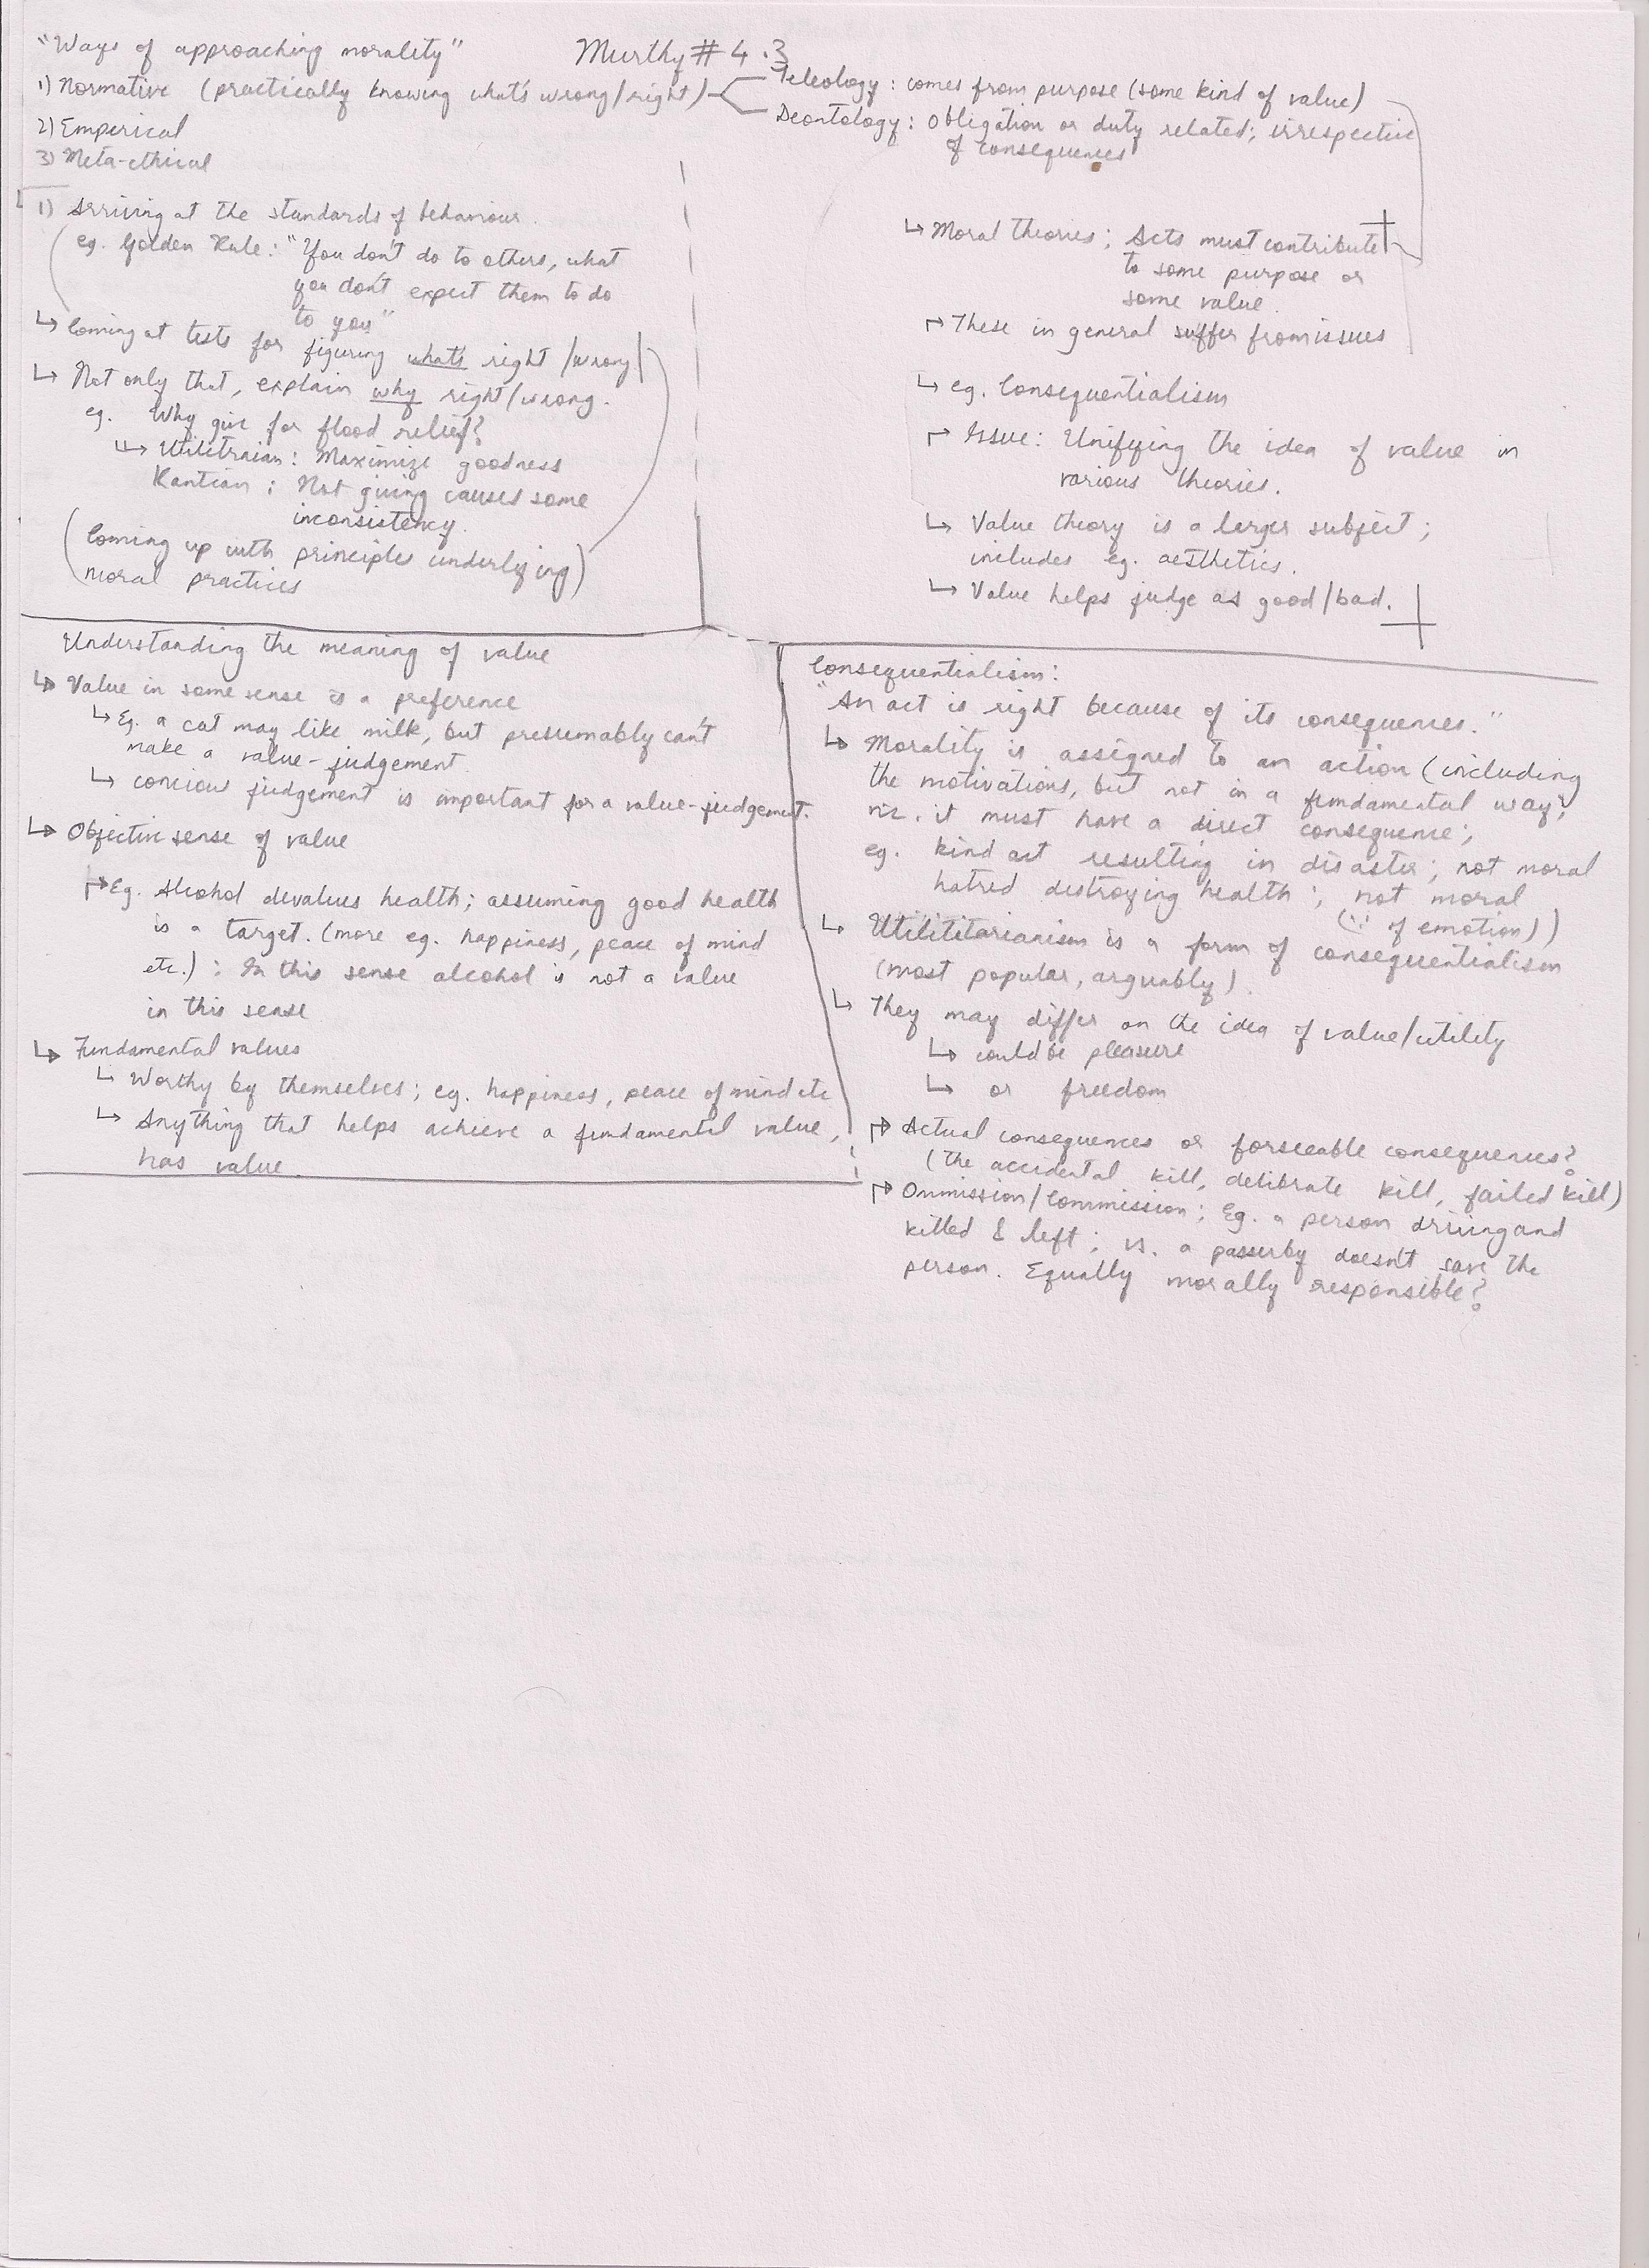 "Ways of approaching morality"
Murthy # 4.3
1) Normative (practically knowing what's wrong/right)
Teleology : comes from purpose (some kind of value)
Deontology : Obligation or duty related; irrespective
of consequences
2) Emperical
3) Meta-ethical
1) Arriving at the standards of behaviour.
eg. Golden Rule : "You don't do to others, what
you don't expect them to do
to you"
↳ Coming at tests for figuring what's right/wrong
↳ Not only that, explain why right/wrong.
eg. Why give for flood relief?
↳ Utilitraian : Maximize goodness
Kantian : Not giving causes some
inconsistency.
(Coming up with principles underlying)
moral practices
↳ Moral theories ; Acts must contribute
to some purpose or
some value.
↱ These in general suffer from issues
↳ eg. Consequentialism
↱ Issue : Unifying the idea of value in
various theories.
↳ Value theory is a larger subject ;
includes eg. aesthetics.
↳ Value helps judge as good/bad.
Understanding the meaning of value
↳ Value in some sense is a preference
↳ Eg. a cat may like milk, but presumably can't
make a value-judgement.
↳ concious judgement is important for a value-judgement.
↳ Objective sense of value
↱ Eg. Alcohol devalues health; assuming good health
is a target. (more eg. happiness, peace of mind
etc.) ; In this sense alcohol is not a value
in this sense
↳ Fundamental values
↳ Worthy by themselves; eg. happiness, peace of mind etc
↳ Anything that helps achieve a fundamental value,
has value.
Consequentialism :
"An act is right because of its consequences."
↳ Morality is assigned to an action (including
the motivations, but not in a fundamental way;
viz. it must have a direct consequence;
eg. kind act resulting in disaster; not moral
hatred destroying health ; not moral
(∵ of emotion))
↳ Utilititarianism is a form of consequentialism
(most popular, arguably).
↳ They may differ on the idea of value/utility
↳ could be pleasure
↳ or freedom
↱ Actual consequences or forseeable consequences?
(the accidental kill, delibrate kill, failed kill)
↱ Ommission/Commission ; Eg. a person driving and
killed & left ; vs. a passerby doesn't save the
person. Equally morally responsible?